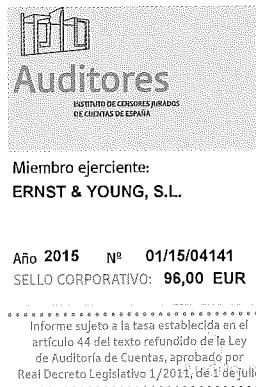 Auditores
INSTITUTO DE CENSORES JURADOS
DE CUENTAS DE ESPAÑA
Miembro ejerciente:
ERNST & YOUNG, S.L.
Año 2015 Nº 01/15/04141
SELLO CORPORATIVO: 96,00 EUR
Informe sujeto a la tasa establecida en el
artículo 44 del texto refundido de la Ley
de Auditoría de Cuentas, aprobado por
Real Decreto Legislativo 1/2011, de 1 de julio